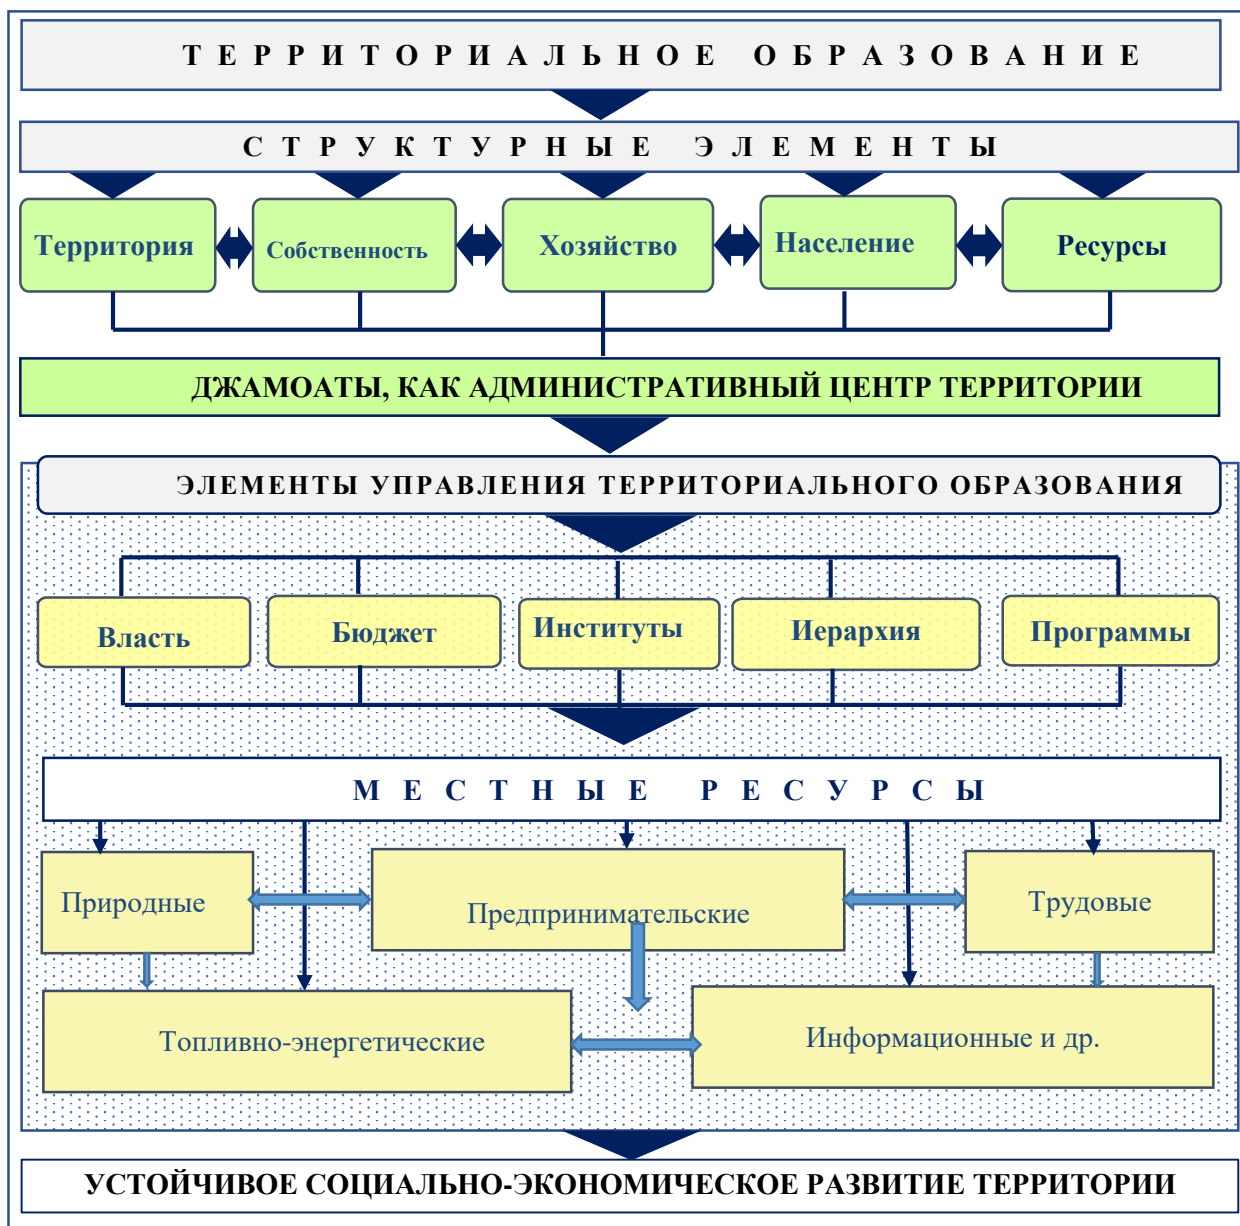 ТЕРРИТОРИАЛЬНОЕ ОБРАЗОВАНИЕ
СТРУКТУРНЫЕ ЭЛЕМЕНТЫ
Территория
Собственность
Хозяйство
Население
Ресурсы
ДЖАМОАТЫ, КАК АДМИНИСТРАТИВНЫЙ ЦЕНТР ТЕРРИТОРИИ
ЭЛЕМЕНТЫ УПРАВЛЕНИЯ ТЕРРИТОРИАЛЬНОГО ОБРАЗОВАНИЯ
Власть
Бюджет
Институты
Иерархия
Программы
МЕСТНЫЕ РЕСУРСЫ
Природные
Предпринимательские
Трудовые
Топливно-энергетические
Информационные и др.
УСТОЙЧИВОЕ СОЦИАЛЬНО-ЭКОНОМИЧЕСКОЕ РАЗВИТИЕ ТЕРРИТОРИИ